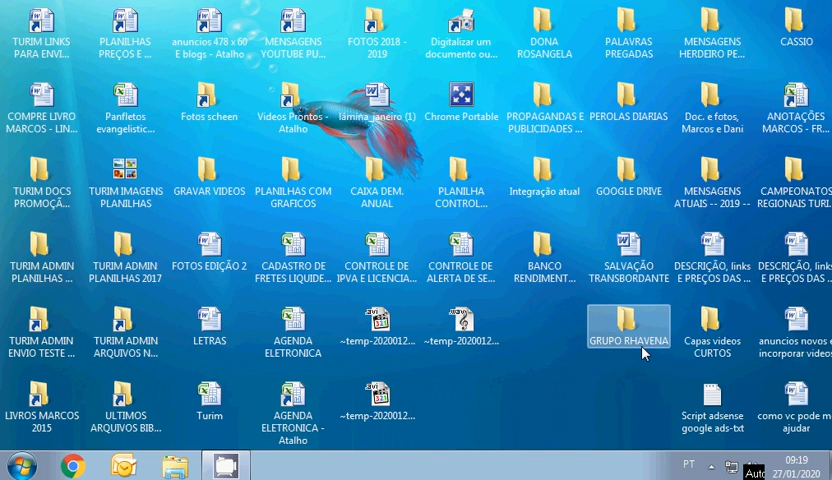 TURIM LINKS
PARA ENVI...
PLANILHAS
PREÇOS E ...
anuncios 478 x 60
E blogs - Atalho
MENSAGENS
YOUTUBE PU...
FOTOS 2018 -
2019
Digitalizar um
documento ou...
DONA
ROSANGELA
PALAVRAS
PREGADAS
MENSAGENS
HERDEIRO PE...
CASSIO
COMPRE LIVRO
MARCOS - LIN...
Panfletos
evangelistic...
Fotos scheen
Videos Prontos -
Atalho
lâmina_janeiro (1)
Chrome Portable
PROPAGANDAS E
PUBLICIDADES ...
PEROLAS DIARIAS
Doc. e fotos,
Marcos e Dani
ANOTAÇÕES
MARCOS - FR...
TURIM DOCS
PROMOÇÃ...
TURIM IMAGENS
PLANILHAS
GRAVAR VIDEOS
PLANILHAS COM
GRAFICOS
CAIXA DEM.
ANUAL
PLANILHA
CONTROL...
Integração atual
GOOGLE DRIVE
MENSAGENS
ATUAIS -- 2019 --
CAMPEONATOS
REGIONAIS TURI...
TURIM ADMIN
PLANILHAS ...
TURIM ADMIN
PLANILHAS 2017
FOTOS EDIÇÃO 2
CADASTRO DE
FRETES LIQUIDE...
CONTROLE DE
IPVA E LICENCIA...
CONTROLE DE
ALERTA DE SE...
BANCO
RENDIMENT...
SALVAÇÃO
TRANSBORDANTE
DESCRIÇÃO, links
E PREÇOS DAS ...
DESCRIÇÃO, links
E PREÇOS DAS ...
TURIM ADMIN
ENVIO TESTE ...
TURIM ADMIN
ARQUIVOS N...
LETRAS
AGENDA
ELETRONICA
~temp-2020012...
~temp-2020012...
GRUPO RHAVENA
Capas videos
CURTOS
anuncios novos e
incorporar videos
LIVROS MARCOS
2015
ULTIMOS
ARQUIVOS BIB...
Turim
AGENDA
ELETRONICA -
Atalho
~temp-2020012...
Script adsense
google ads-txt
como vc pode m
ajudar
PT
Auto
09:19
27/01/2020